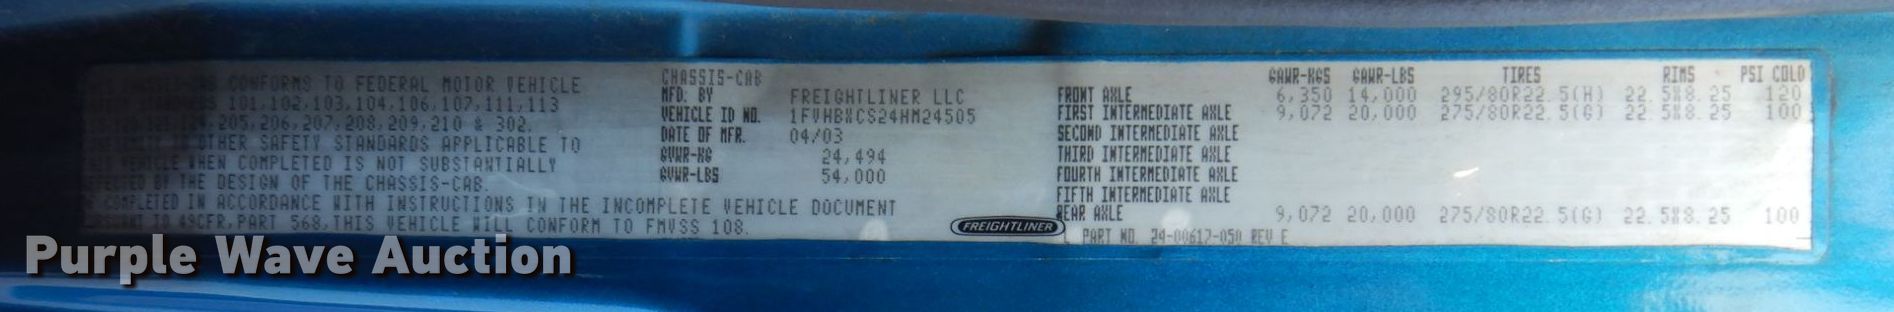 CHASSIS-CAB CONFORMS TO FEDERAL MOTOR VEHICLE
101,102,103,104,106,107,111,113
124,205,206,207,208,209,210 & 302.
OTHER SAFETY STANDARDS APPLICABLE TO
VEHICLE WHEN COMPLETED IS NOT SUBSTANTIALLY
BY THE DESIGN OF THE CHASSIS-CAB.
COMPLETED IN ACCORDANCE WITH INSTRUCTIONS IN THE INCOMPLETE VEHICLE DOCUMENT
49CFR,PART 568,THIS VEHICLE WILL CONFORM TO FMVSS 108.
CHASSIS-CAB
MFD. BY FREIGHTLINER LLC
VEHICLE ID NO. 1FVHBXCS24HM24505
DATE OF MFR. 04/03
GVWR-KG 24,494
GVWR-LBS 54,000
FREIGHTLINER
GAWR-KGS GAWR-LBS TIRES RIMS PSI COLD
FRONT AXLE 6,350 14,000 295/80R22.5(H) 22.5X8.25 120
FIRST INTERMEDIATE AXLE 9,072 20,000 275/80R22.5(G) 22.5X8.25 100
SECOND INTERMEDIATE AXLE
THIRD INTERMEDIATE AXLE
FOURTH INTERMEDIATE AXLE
FIFTH INTERMEDIATE AXLE
REAR AXLE 9,072 20,000 275/80R22.5(G) 22.5X8.25 100
PART NO. 24-00617-050 REV E
Purple Wave Auction